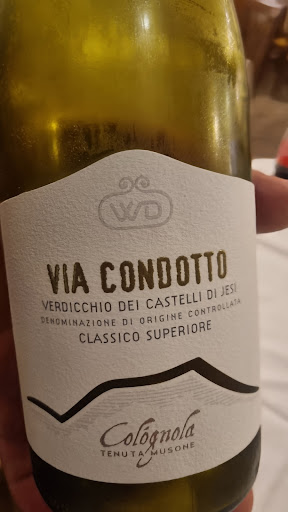 WD
VIA CONDOTTO
VERDICCHIO DEI CASTELLI DI JESI
DENOMINAZIONE DI ORIGINE CONTROLLATA
CLASSICO SUPERIORE
Cológnola
TENUTA MUSONE